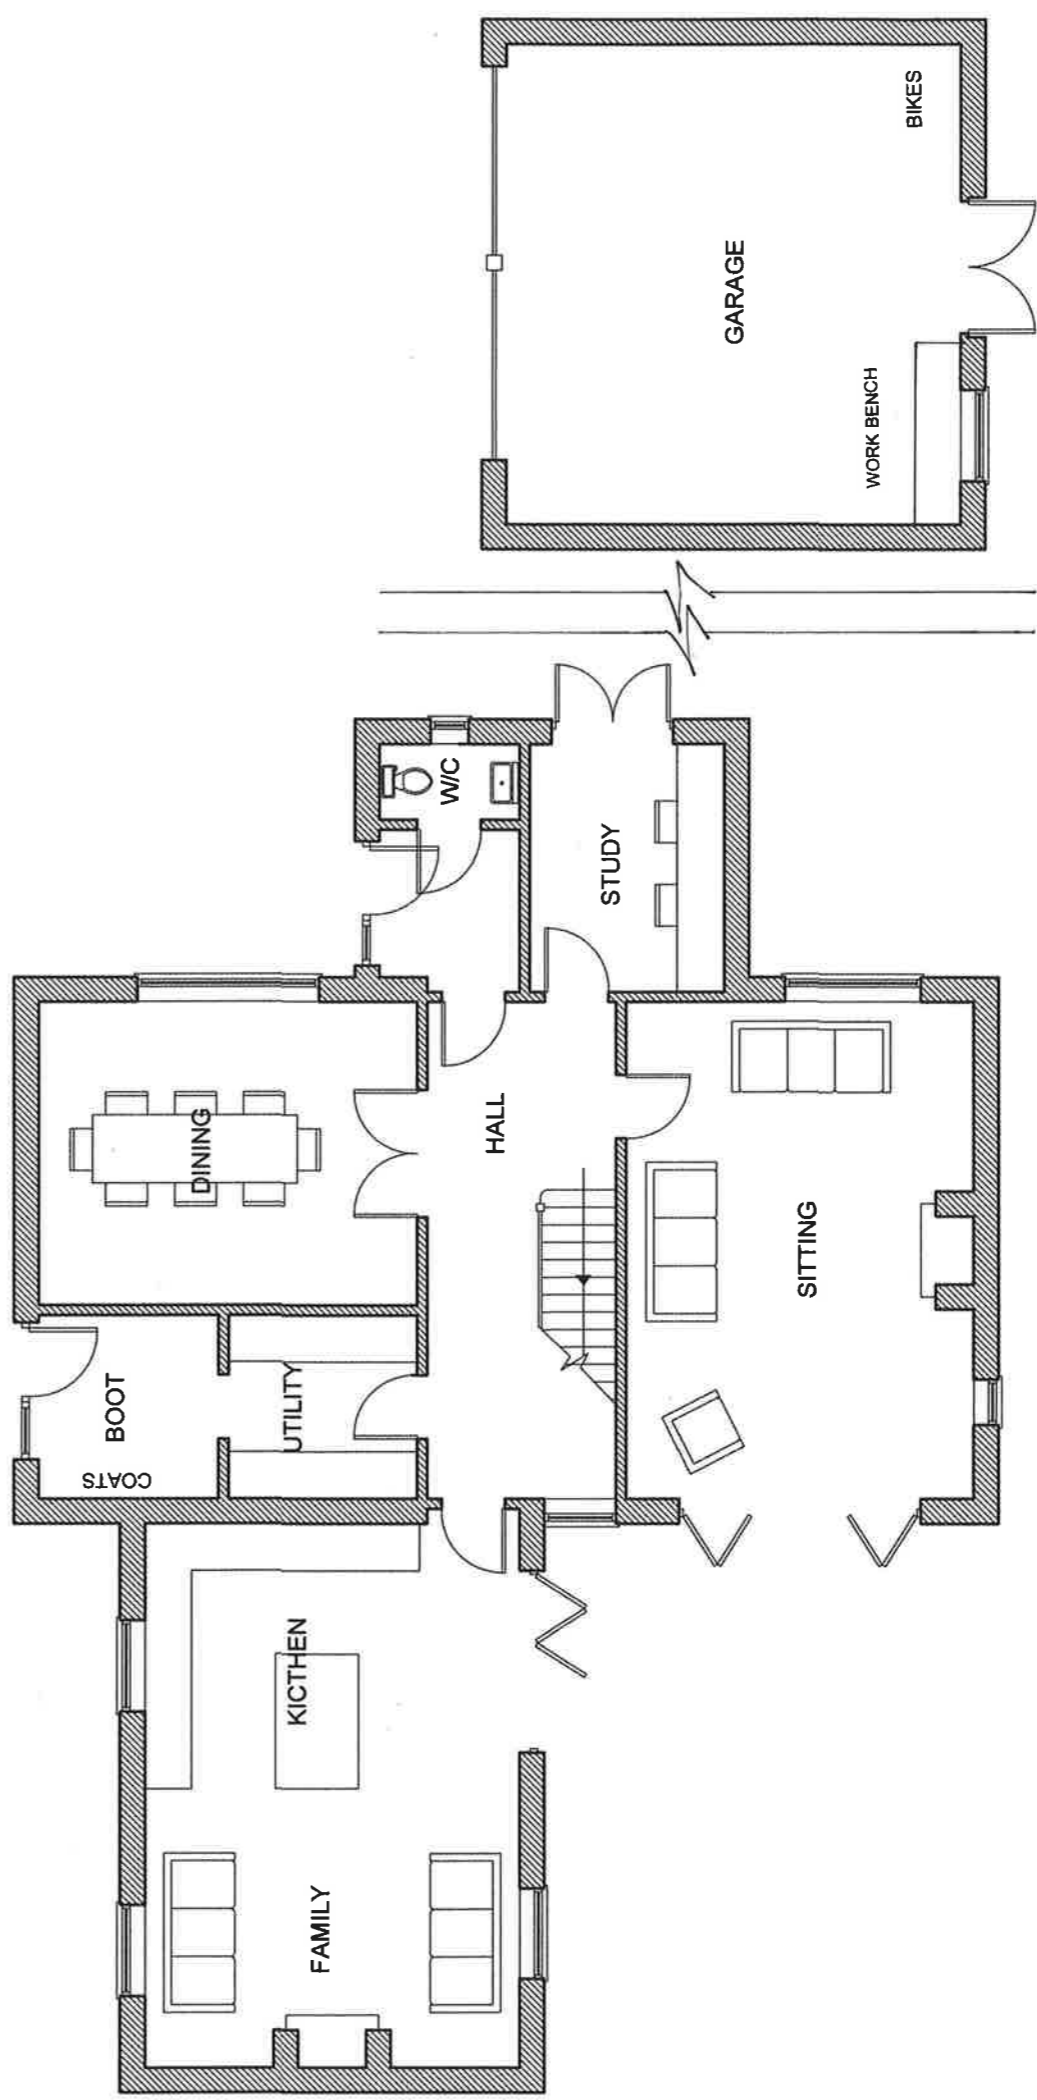 BIKES
GARAGE
WORK BENCH
W/C
STUDY
DINING
HALL
SITTING
UTILITY
BOOT
COATS
KICTHEN
FAMILY